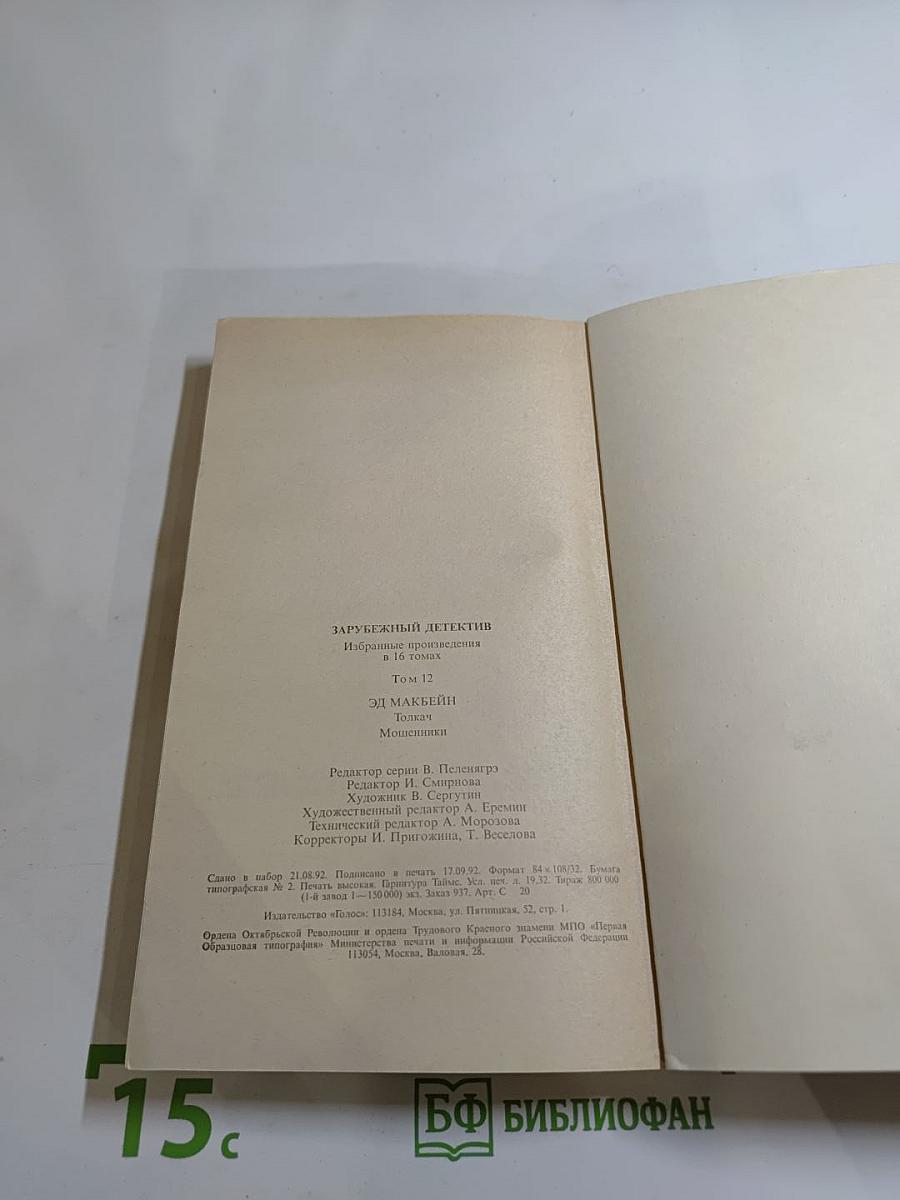 ЗАРУБЕЖНЫЙ ДЕТЕКТИВ
Избранные произведения
в 16 томах
Том 12
ЭД МАКБЕЙН
Толкач
Мошенники
Редактор серии В. Пеленягрэ
Редактор И. Смирнова
Художник В. Сергутин
Художественный редактор А. Еремин
Технический редактор А. Морозова
Корректоры И. Пригожина, Т. Веселова
Сдано в набор 21.08.92. Подписано в печать 17.09.92. Формат 84×108/32. Бумага
типографская № 2. Печать высокая. Гарнитура Таймс. Усл. печ. л. 19,32. Тираж 800 000
(1-й завод 1—150 000) экз. Заказ 937. Арт. С 20
Издательство «Голос»: 113184, Москва, ул. Пятницкая, 52, стр. 1.
Ордена Октябрьской Революции и ордена Трудового Красного знамени МПО «Первая
Образцовая типография» Министерства печати и информации Российской Федерации
113054, Москва, Валовая, 28.
15 с
БФ БИБЛИОФАН